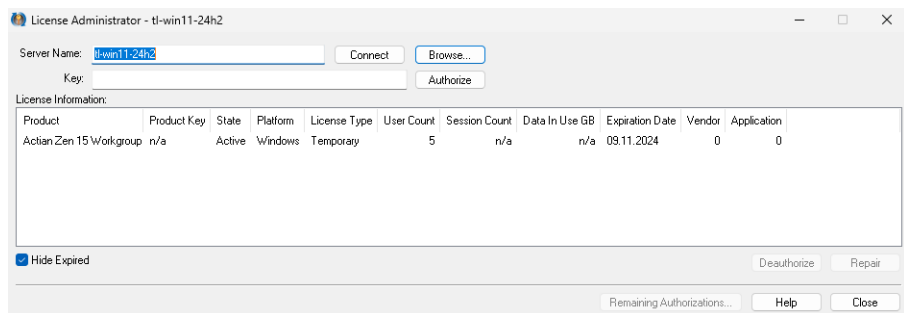 License Administrator - tl-win11-24h2
Server Name: tl-win11-24h2 Connect Browse...
Key: Authorize
License Information:
Product Product Key State Platform License Type User Count Session Count Data In Use GB Expiration Date Vendor Application
Actian Zen 15 Workgroup n/a Active Windows Temporary 5 n/a n/a 09.11.2024 0 0
Hide Expired Deauthorize Repair
Remaining Authorizations... Help Close